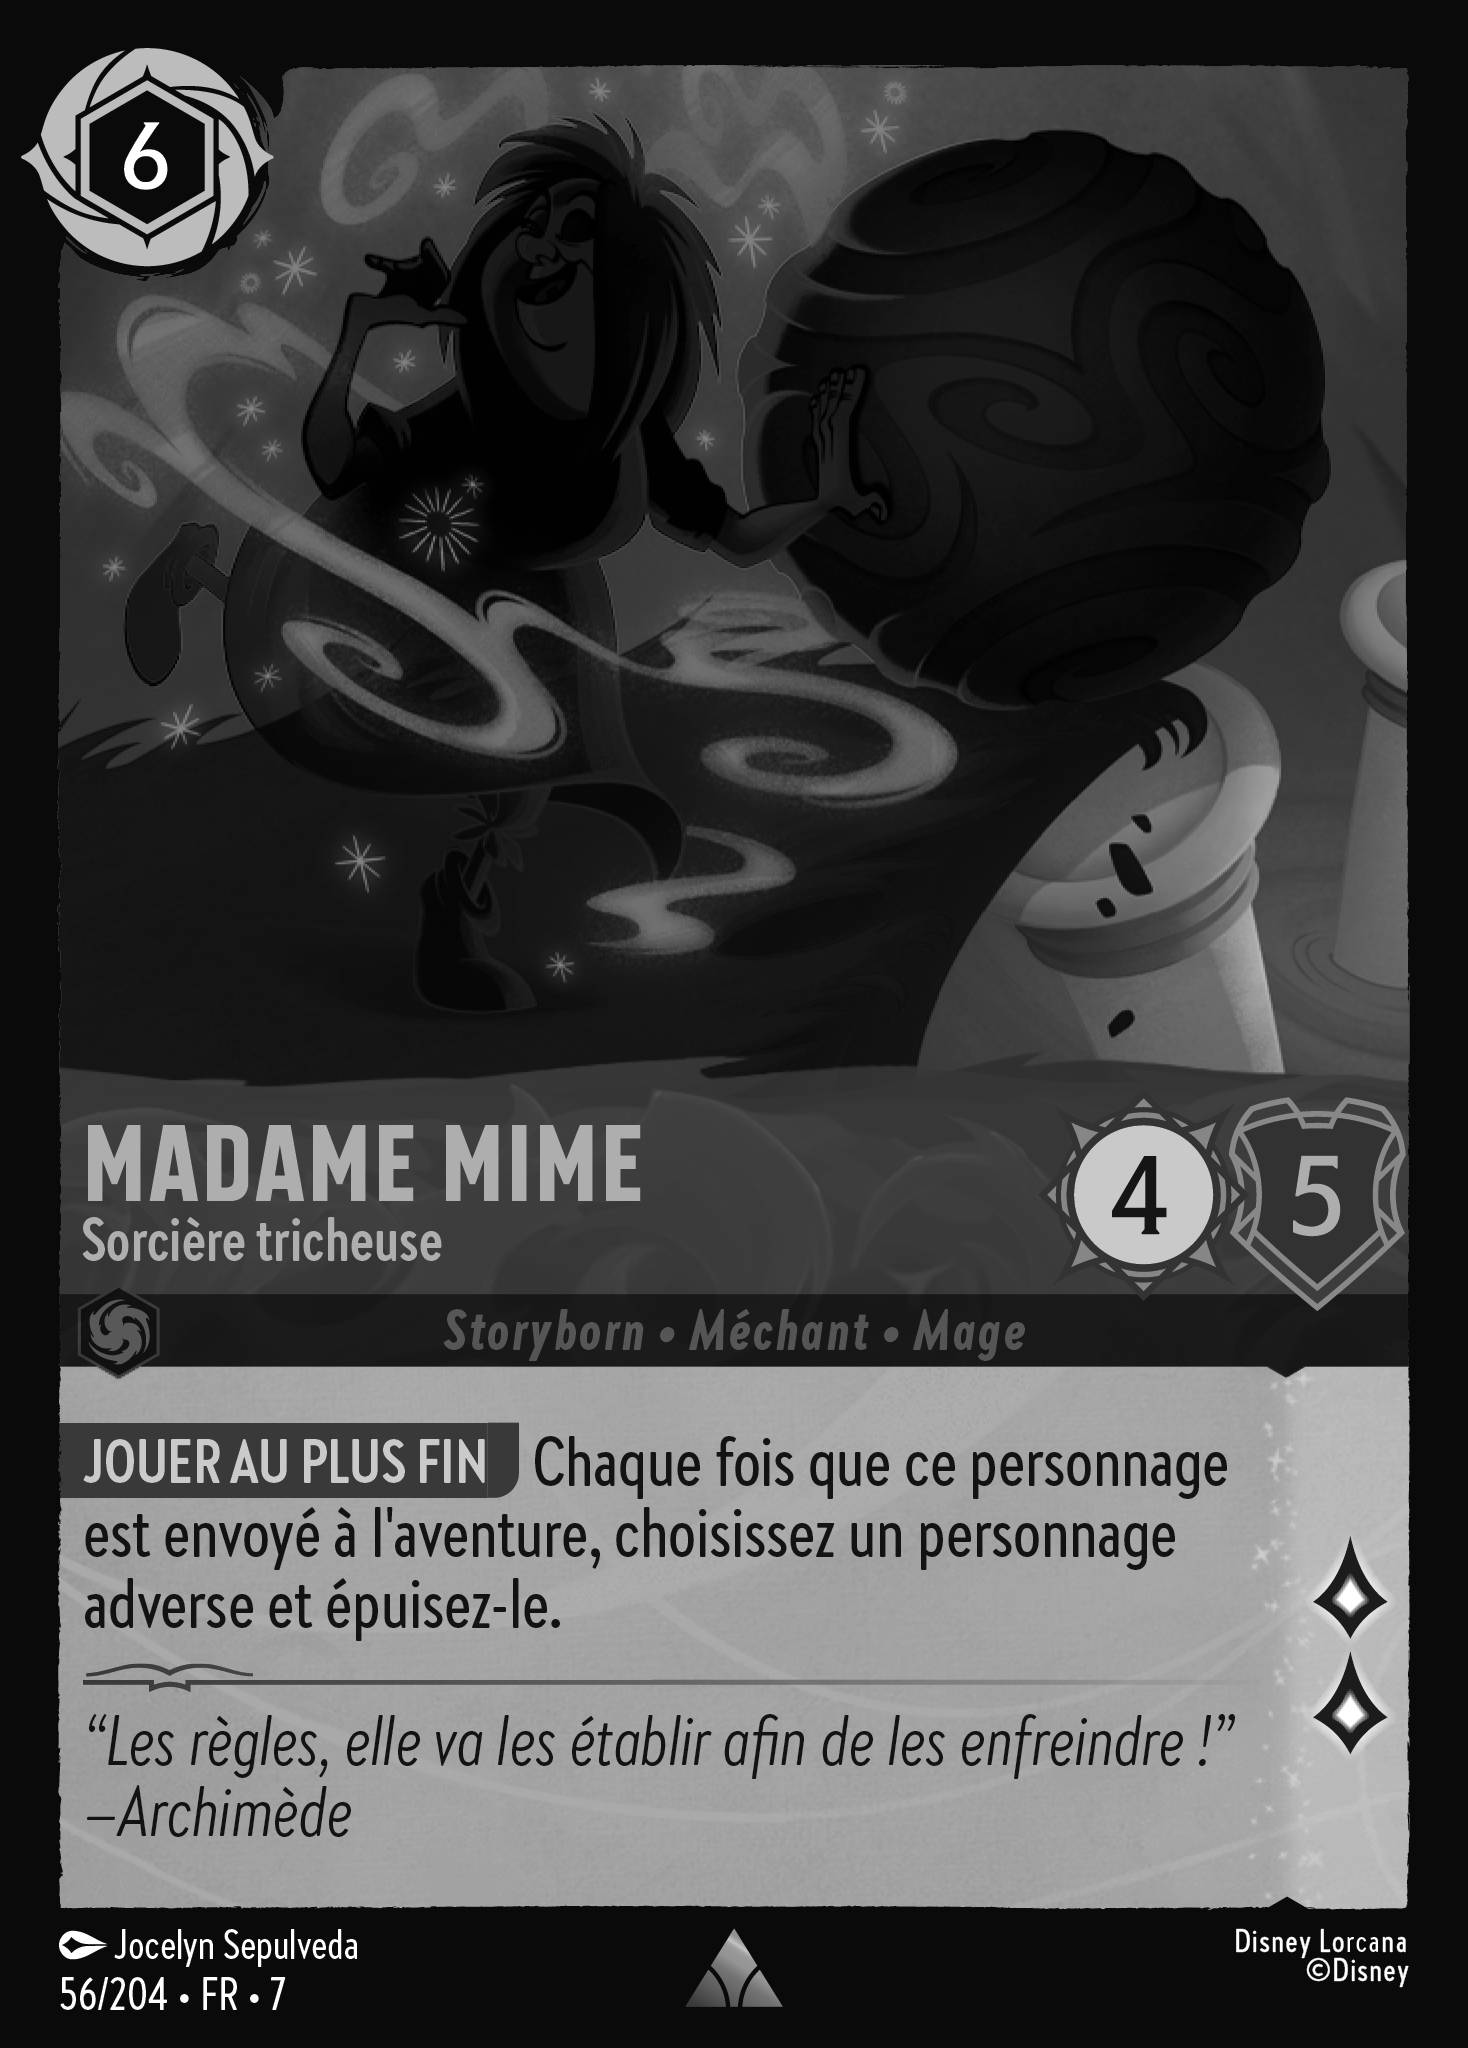 6
MADAME MIME
Sorcière tricheuse
4
5
Storyborn • Méchant • Mage
JOUER AU PLUS FIN Chaque fois que ce personnage
est envoyé à l'aventure, choisissez un personnage
adverse et épuisez-le.
“Les règles, elle va les établir afin de les enfreindre !”
–Archimède
Jocelyn Sepulveda
56/204 • FR • 7
Disney Lorcana
©Disney